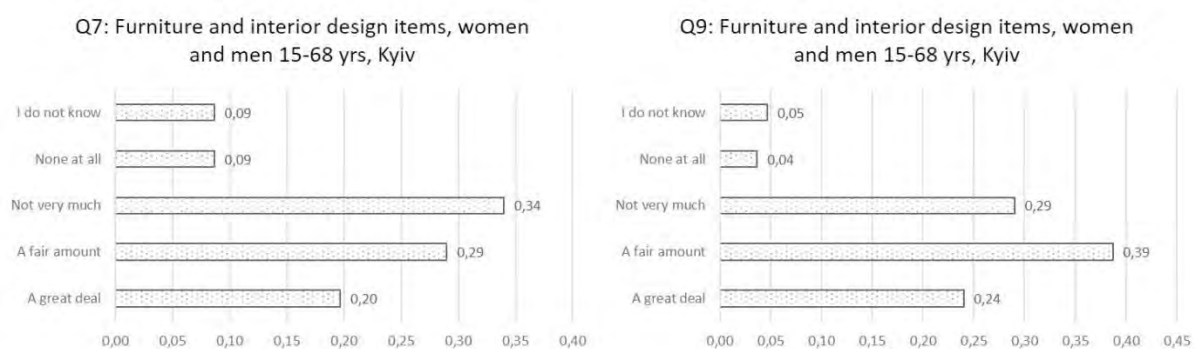 Q7: Furniture and interior design items, women
and men 15-68 yrs, Kyiv
I do not know
0,09
None at all
0,09
Not very much
0,34
A fair amount
0,29
A great deal
0,20
0,00 0,05 0,10 0,15 0,20 0,25 0,30 0,35 0,40
Q9: Furniture and interior design items, women
and men 15-68 yrs, Kyiv
I do not know
0,05
None at all
0,04
Not very much
0,29
A fair amount
0,39
A great deal
0,24
0,00 0,05 0,10 0,15 0,20 0,25 0,30 0,35 0,40 0,45